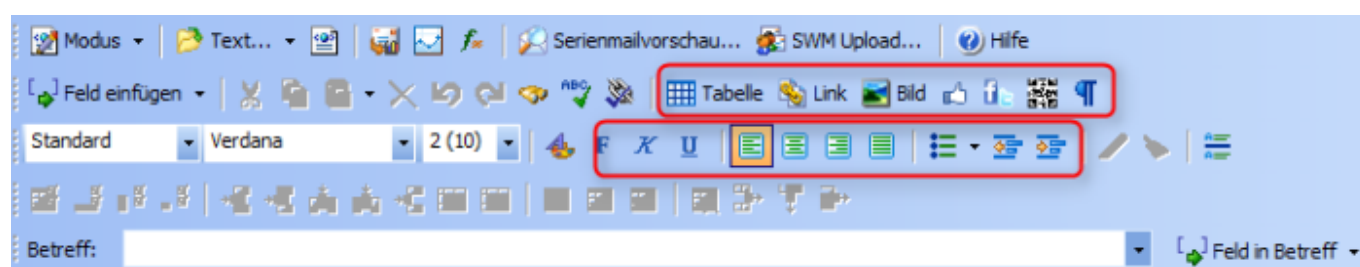 Modus Text... Serienmailvorschau... SWM Upload... Hilfe
Feld einfügen ABC Tabelle Link Bild
Standard Verdana 2 (10) F K U
Betreff: Feld in Betreff